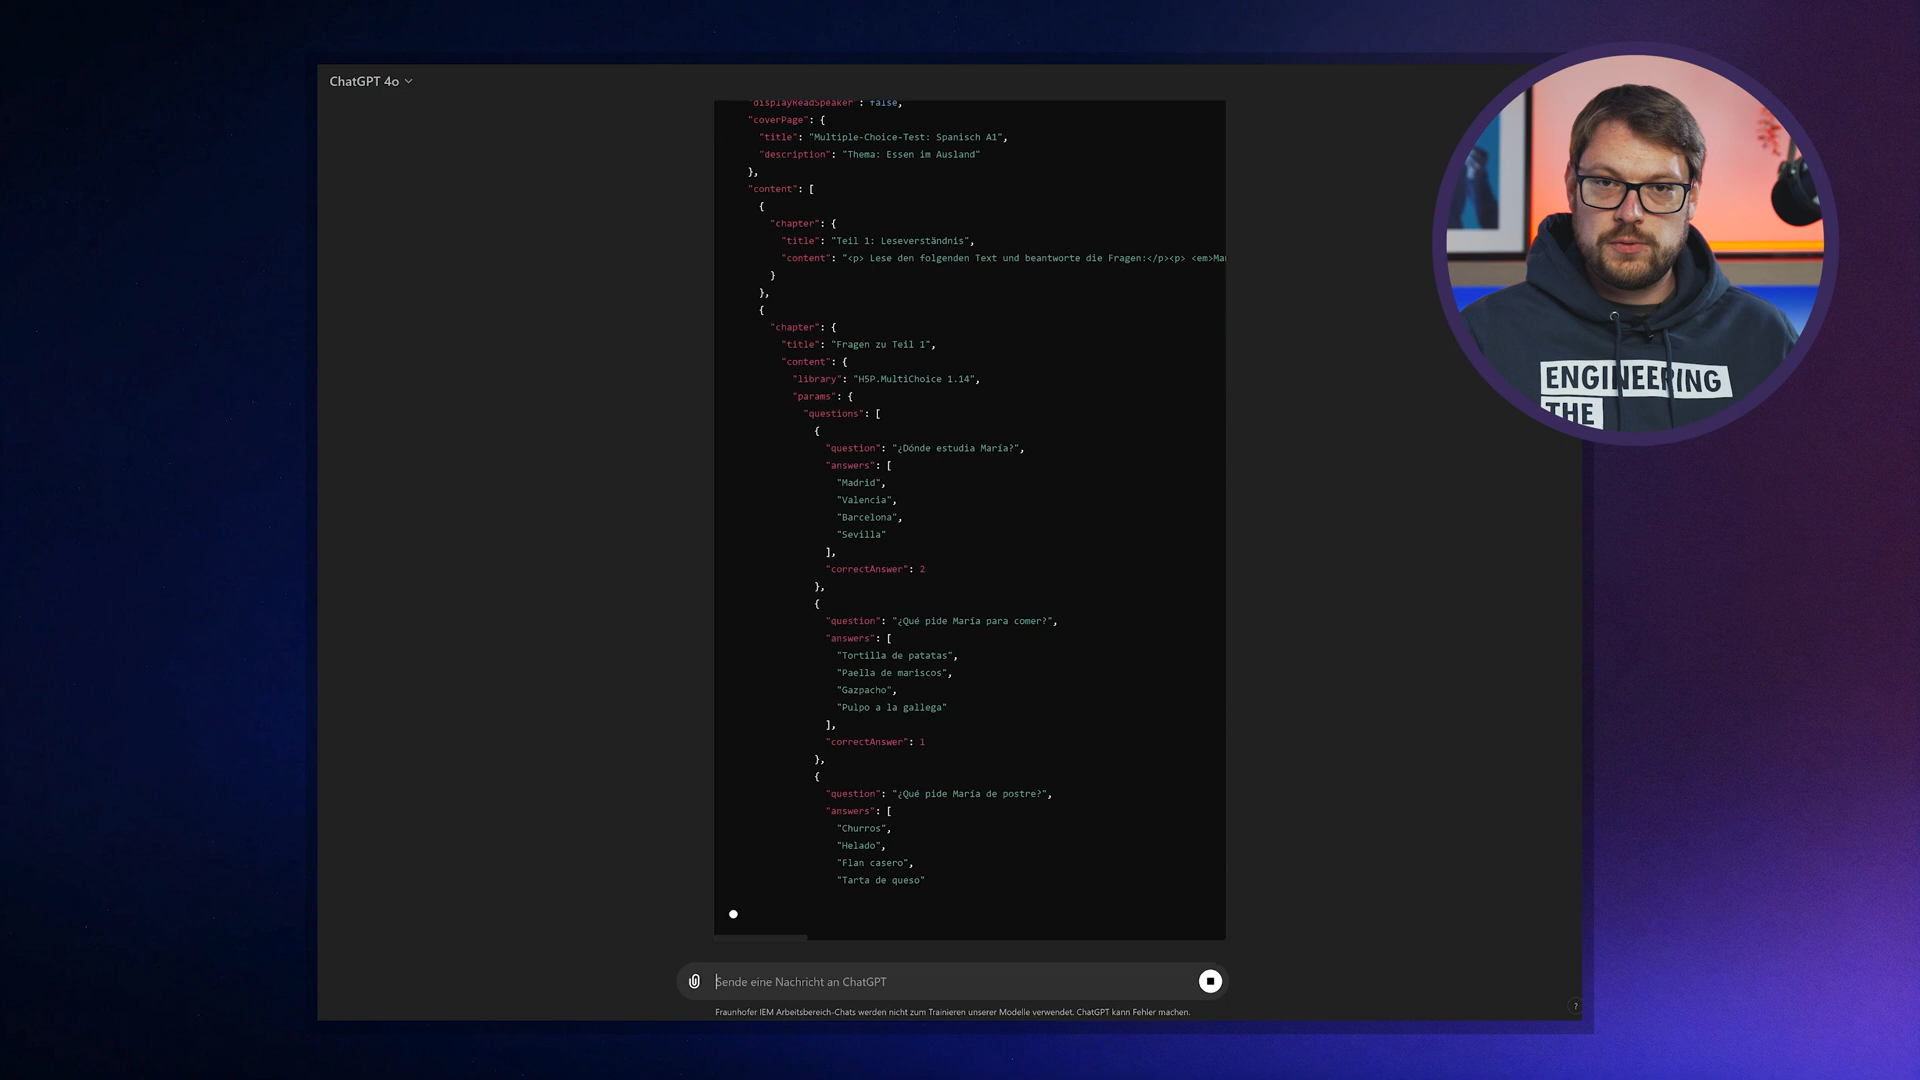 ChatGPT 4o
"displayReadSpeaker": false,
"coverPage": {
"title": "Multiple-Choice-Test: Spanisch A1",
"description": "Thema: Essen im Ausland"
},
"content": [
{
"chapter": {
"title": "Teil 1: Leseverständnis",
"content": "<p> Lese den folgenden Text und beantworte die Fragen:</p><p> <em>Mar
}
},
{
"chapter": {
"title": "Fragen zu Teil 1",
"content": {
"library": "H5P.MultiChoice 1.14",
"params": {
"questions": [
{
"question": "¿Dónde estudia María?",
"answers": [
"Madrid",
"Valencia",
"Barcelona",
"Sevilla"
],
"correctAnswer": 2
},
{
"question": "¿Qué pide María para comer?",
"answers": [
"Tortilla de patatas",
"Paella de mariscos",
"Gazpacho",
"Pulpo a la gallega"
],
"correctAnswer": 1
},
{
"question": "¿Qué pide María de postre?",
"answers": [
"Churros",
"Helado",
"Flan casero",
"Tarta de queso"
Sende eine Nachricht an ChatGPT
Fraunhofer IEM Arbeitsbereich-Chats werden nicht zum Trainieren unserer Modelle verwendet. ChatGPT kann Fehler machen.
?
ENGINEERING
THE